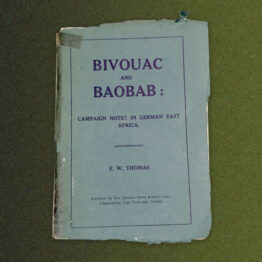 BIVOUAC
AND
BAOBAB:
CAMPAIGN NOTES IN GERMAN EAST
AFRICA.
E. W. THOMAS.